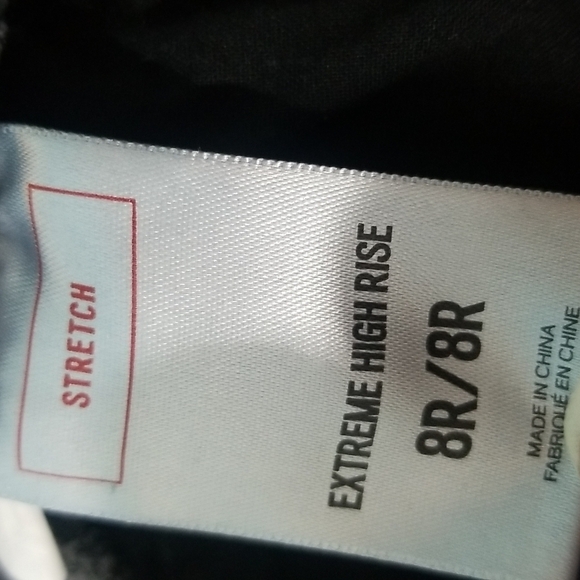 STRETCH
EXTREME HIGH RISE
8R/8R
MADE IN CHINA
FABRIQUÉ EN CHINE